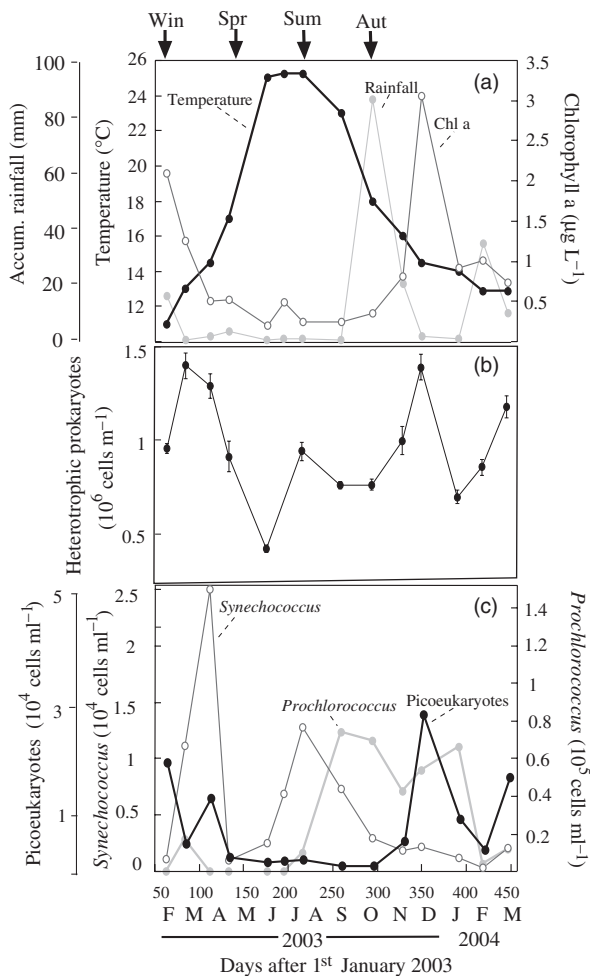 Win Spr Sum Aut
100 26 3.5
(a)
Rainfall
Temperature
Chl a
80 24 3
22 2.5
60 20 2
18 1.5
40 16 1
20 14 0.5
0 12
Accum. rainfall (mm)
Temperature (°C)
Chlorophyll a (µg L–1)
1.5
(b)
1
0.5
Heterotrophic prokaryotes
(10⁶ cells m–1)
5 2.5 1.4
Synechococcus
(c)
2 1.2
1
3 1.5 0.8
Prochlorococcus Picoeukaryotes
1 0.6
1 0.5 0.4
0 0.2
Picoeukaryotes (10⁴ cells ml–1)
Synechococcus (10⁴ cells ml–1)
Prochlorococcus (10⁵ cells ml–1)
50 100 150 200 250 300 350 400 450
F M A M J J A S O N D J F M
2003 2004
Days after 1st January 2003